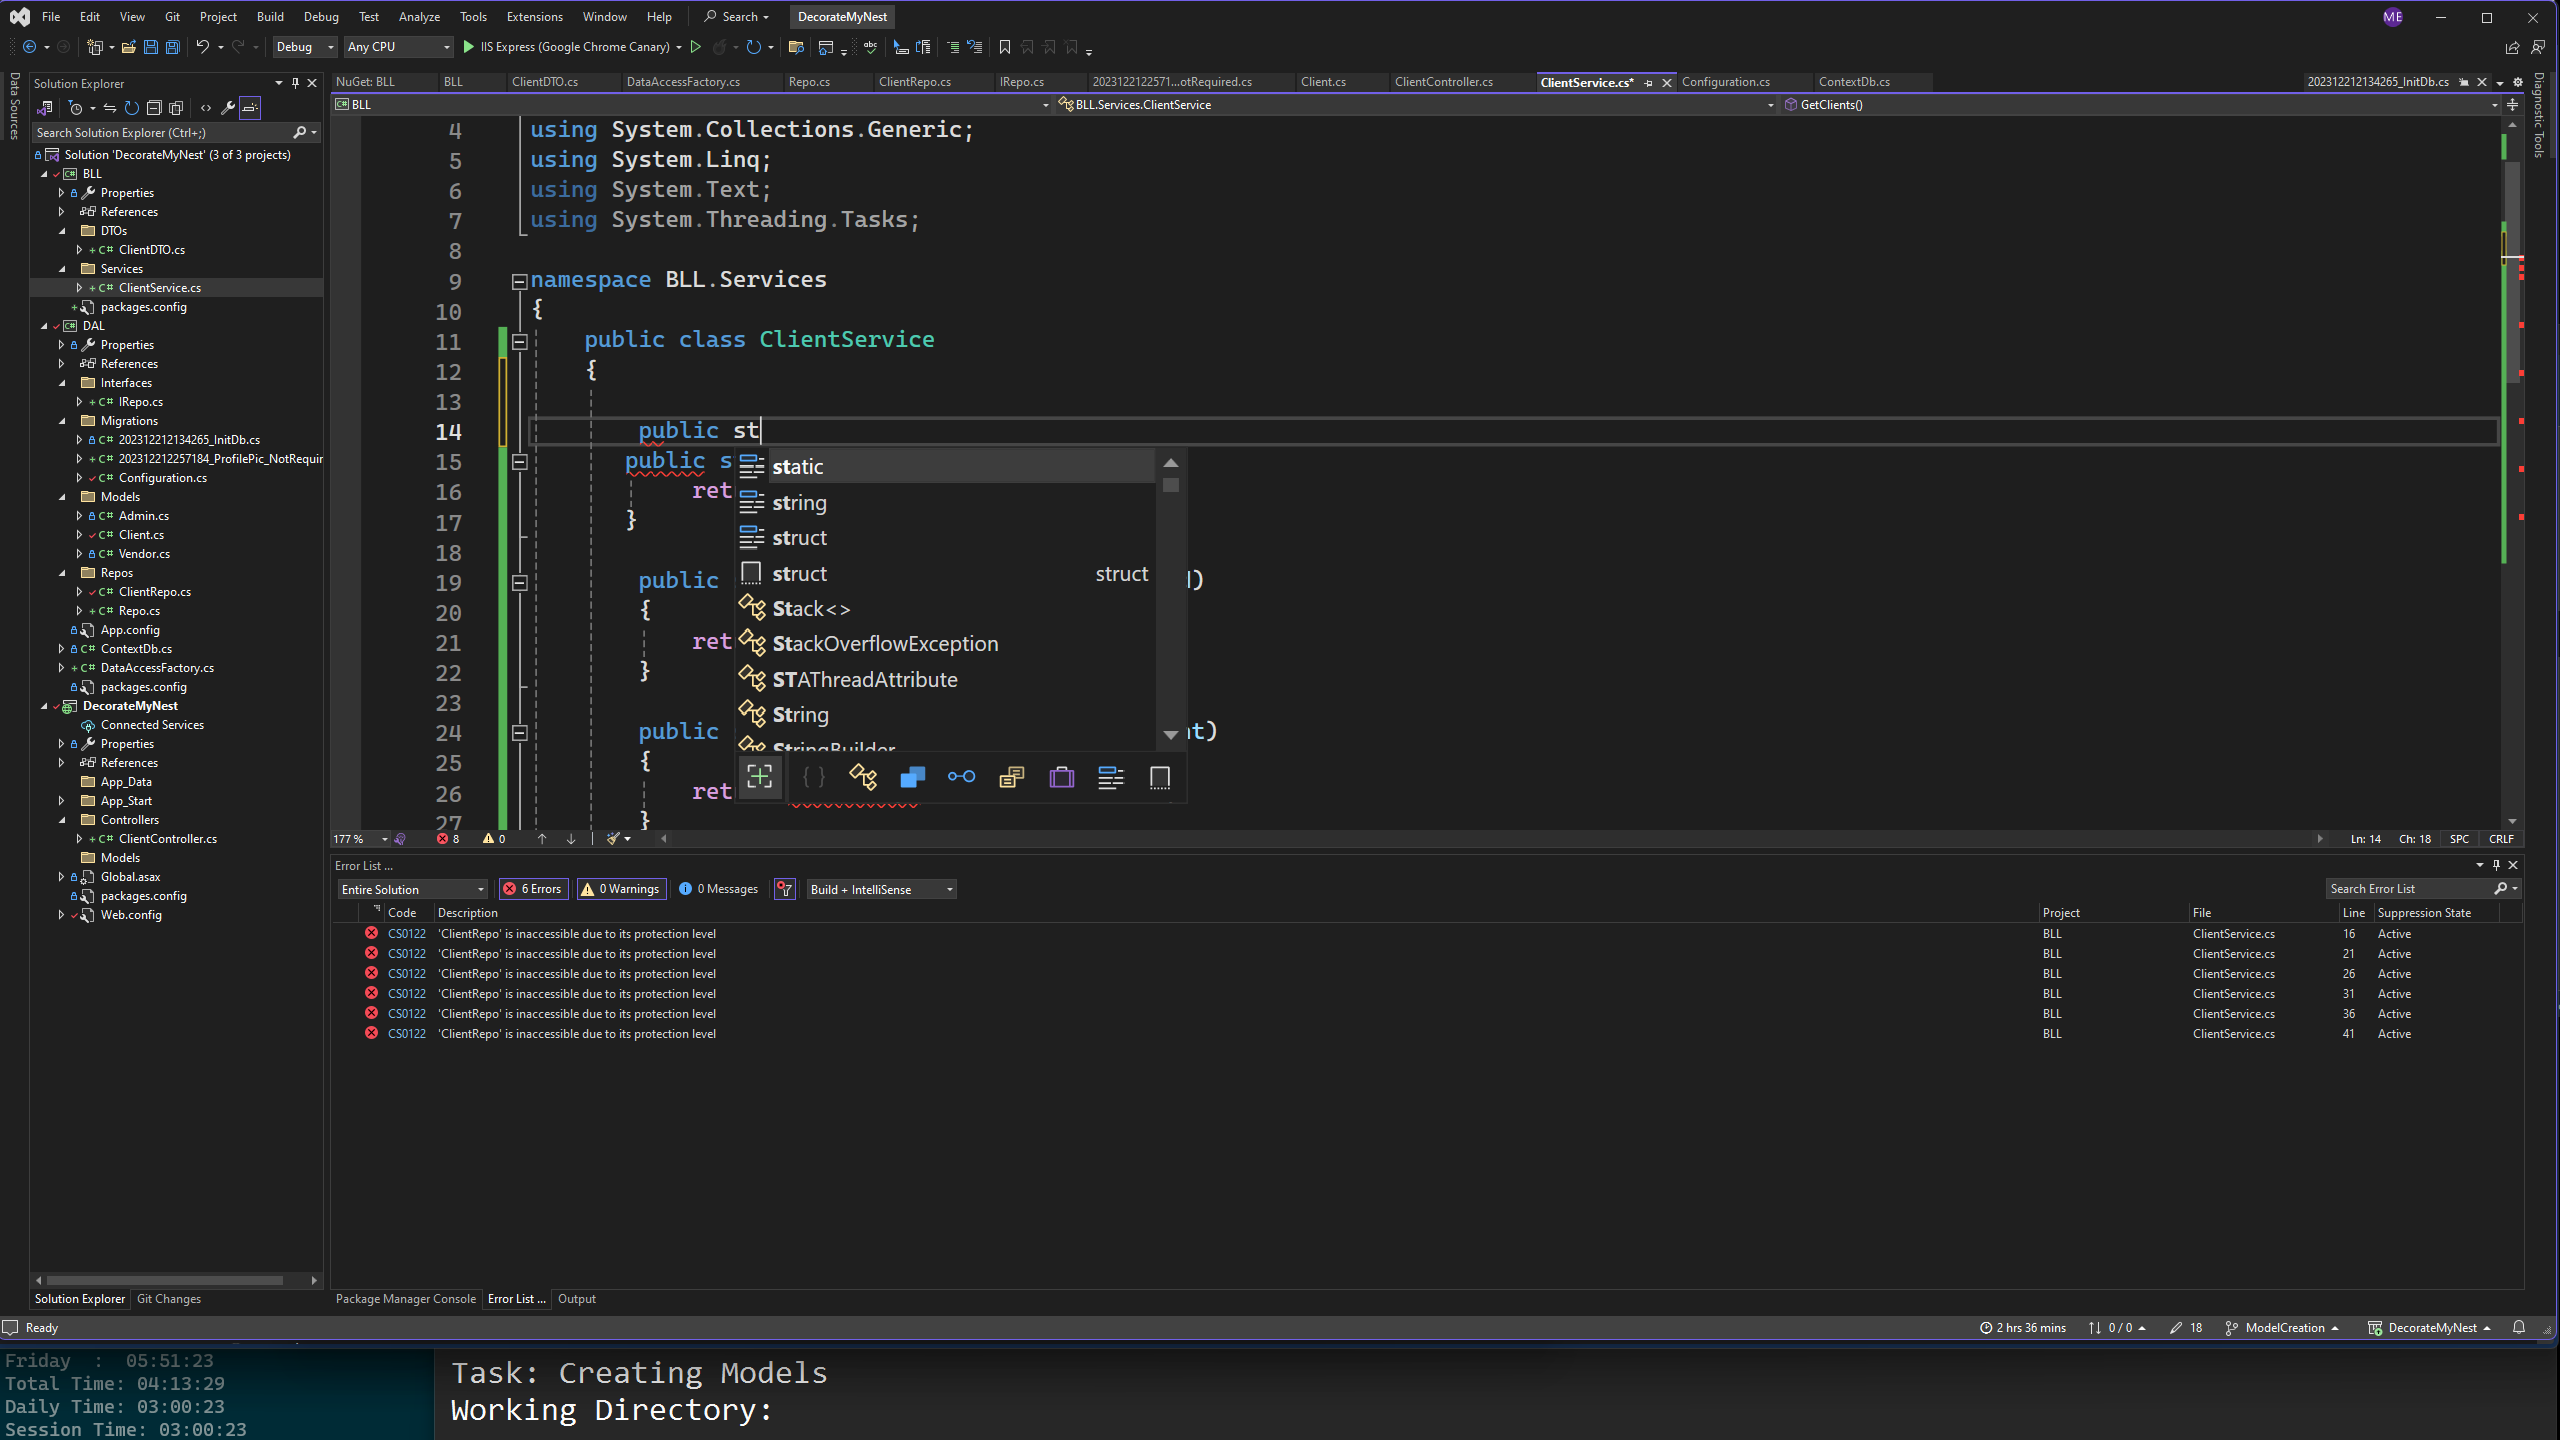 File Edit View Git Project Build Debug Test Analyze Tools Extensions Window Help Search DecorateMyNest ME
Debug Any CPU IIS Express (Google Chrome Canary)
Data Sources
Solution Explorer
Search Solution Explorer (Ctrl+;)
Solution 'DecorateMyNest' (3 of 3 projects)
BLL
Properties
References
DTOs
C# ClientDTO.cs
Services
C# ClientService.cs
packages.config
DAL
Properties
References
Interfaces
C# IRepo.cs
Migrations
C# 202312212134265_InitDb.cs
C# 202312212257184_ProfilePic_NotRequir
C# Configuration.cs
Models
C# Admin.cs
C# Client.cs
C# Vendor.cs
Repos
C# ClientRepo.cs
C# Repo.cs
App.config
C# ContextDb.cs
C# DataAccessFactory.cs
packages.config
DecorateMyNest
Connected Services
Properties
References
App_Data
App_Start
Controllers
C# ClientController.cs
Models
Global.asax
packages.config
Web.config
Solution Explorer Git Changes
NuGet: BLL BLL ClientDTO.cs DataAccessFactory.cs Repo.cs ClientRepo.cs IRepo.cs 2023122122571...otRequired.cs Client.cs ClientController.cs ClientService.cs* Configuration.cs ContextDb.cs 202312212134265_InitDb.cs
BLL BLL.Services.ClientService GetClients()
Diagnostic Tools
4 using System.Collections.Generic;
5 using System.Linq;
6 using System.Text;
7 using System.Threading.Tasks;
8
9 namespace BLL.Services
10 {
11 public class ClientService
12 {
13
14 public st
15 public s
16 ret
17 }
18
19 public )
20 {
21 ret
22 }
23
24 public t)
25 {
26 ret
27 }
static
string
struct
struct struct
Stack<>
StackOverflowException
STAThreadAttribute
String
StringBuilder
177 % 8 0 Ln: 14 Ch: 18 SPC CRLF
Error List ...
Entire Solution 6 Errors 0 Warnings 0 Messages Build + IntelliSense Search Error List
Code Description Project File Line Suppression State
CS0122 'ClientRepo' is inaccessible due to its protection level BLL ClientService.cs 16 Active
CS0122 'ClientRepo' is inaccessible due to its protection level BLL ClientService.cs 21 Active
CS0122 'ClientRepo' is inaccessible due to its protection level BLL ClientService.cs 26 Active
CS0122 'ClientRepo' is inaccessible due to its protection level BLL ClientService.cs 31 Active
CS0122 'ClientRepo' is inaccessible due to its protection level BLL ClientService.cs 36 Active
CS0122 'ClientRepo' is inaccessible due to its protection level BLL ClientService.cs 41 Active
Package Manager Console Error List ... Output
Ready 2 hrs 36 mins 0 / 0 18 ModelCreation DecorateMyNest
Friday : 05:51:23
Total Time: 04:13:29
Daily Time: 03:00:23
Session Time: 03:00:23
Task: Creating Models
Working Directory: